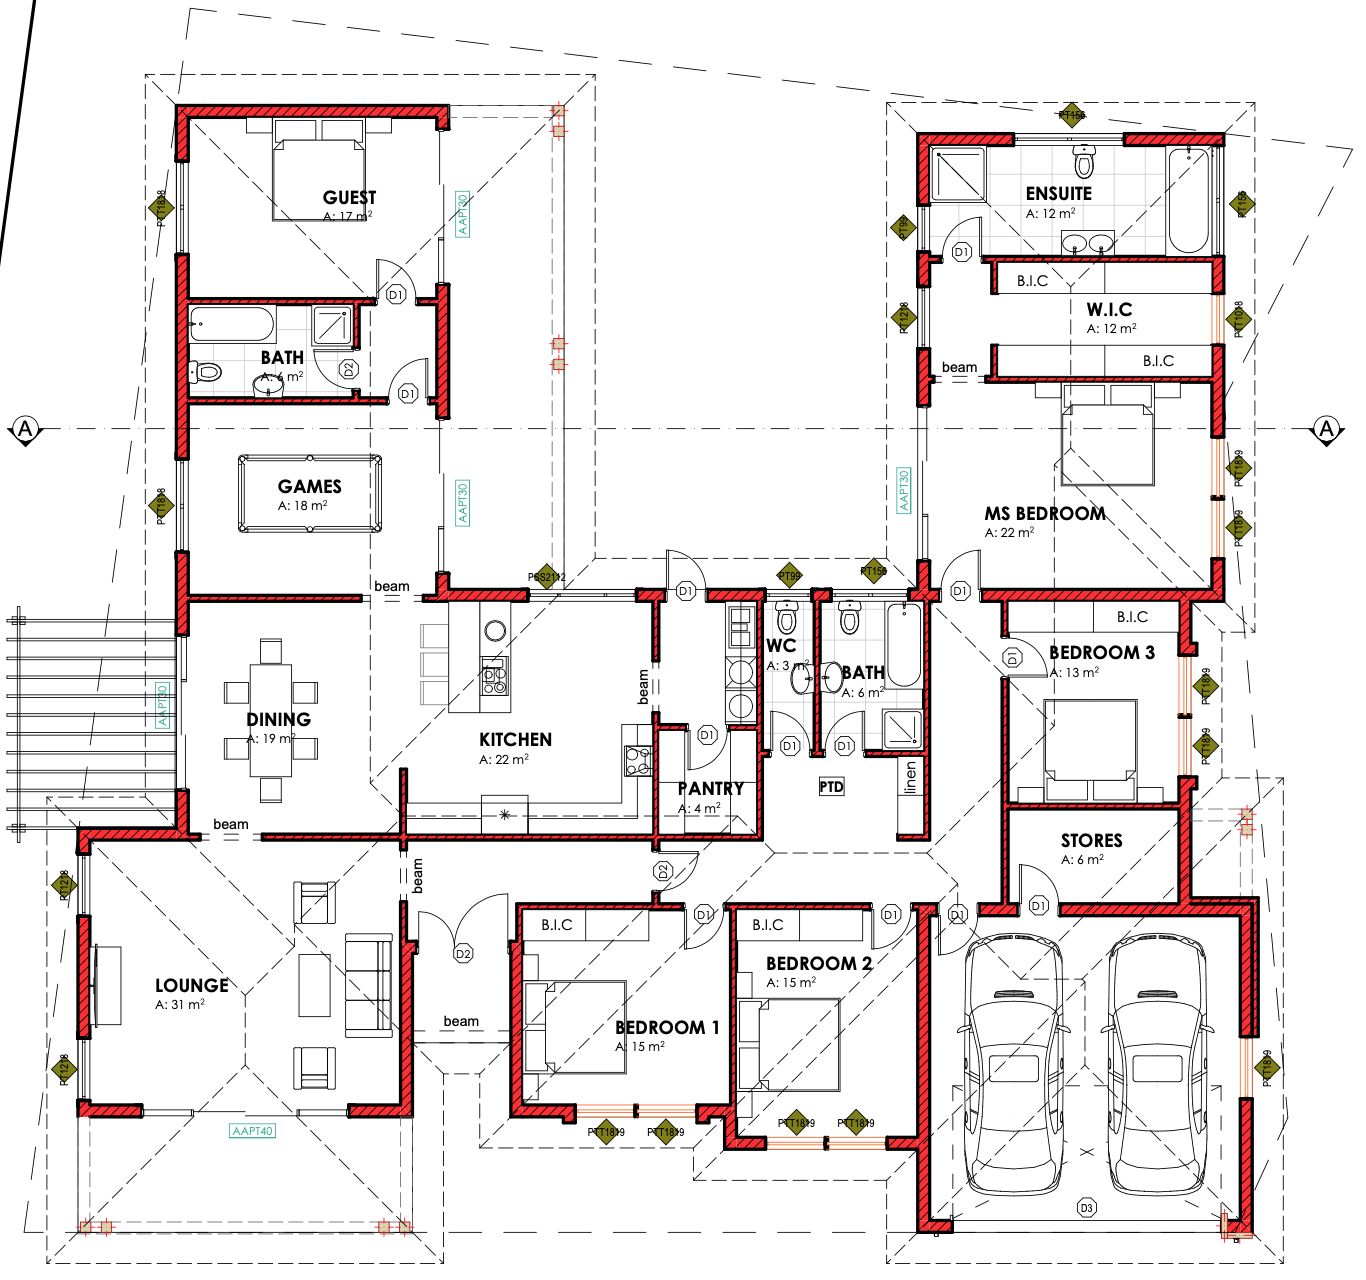 PT156
GUEST
A: 17 m²
ENSUITE
A: 12 m²
PTT1818
AAPT30
PT156
PT99
D1
D1
B.I.C
W.I.C
A: 12 m²
PTT1218
PTT1018
BATH
A: 6 m²
D2
B.I.C
beam
D1
A
A
GAMES
A: 18 m²
PTT1818
AAPT30
AAPT30
PTT1819
MS BEDROOM
A: 22 m²
PTT1819
beam
PSS2112
PT99
PT156
D1
D1
B.I.C
WC
A: 3 m²
BATH
A: 6 m²
D1
BEDROOM 3
A: 13 m²
beam
PTT1819
AAPT30
DINING
A: 19 m²
KITCHEN
A: 22 m²
D1
D1
D1
PTT1819
PANTRY
A: 4 m²
PTD
linen
beam
STORES
A: 6 m²
PTT1218
beam
D2
D1
D1
D1
D1
B.I.C
B.I.C
D2
LOUNGE
A: 31 m²
BEDROOM 2
A: 15 m²
beam
BEDROOM 1
A: 15 m²
PTT1218
PTT1819
AAPT40
PTT1819
PTT1819
PTT1819
PTT1819
D3